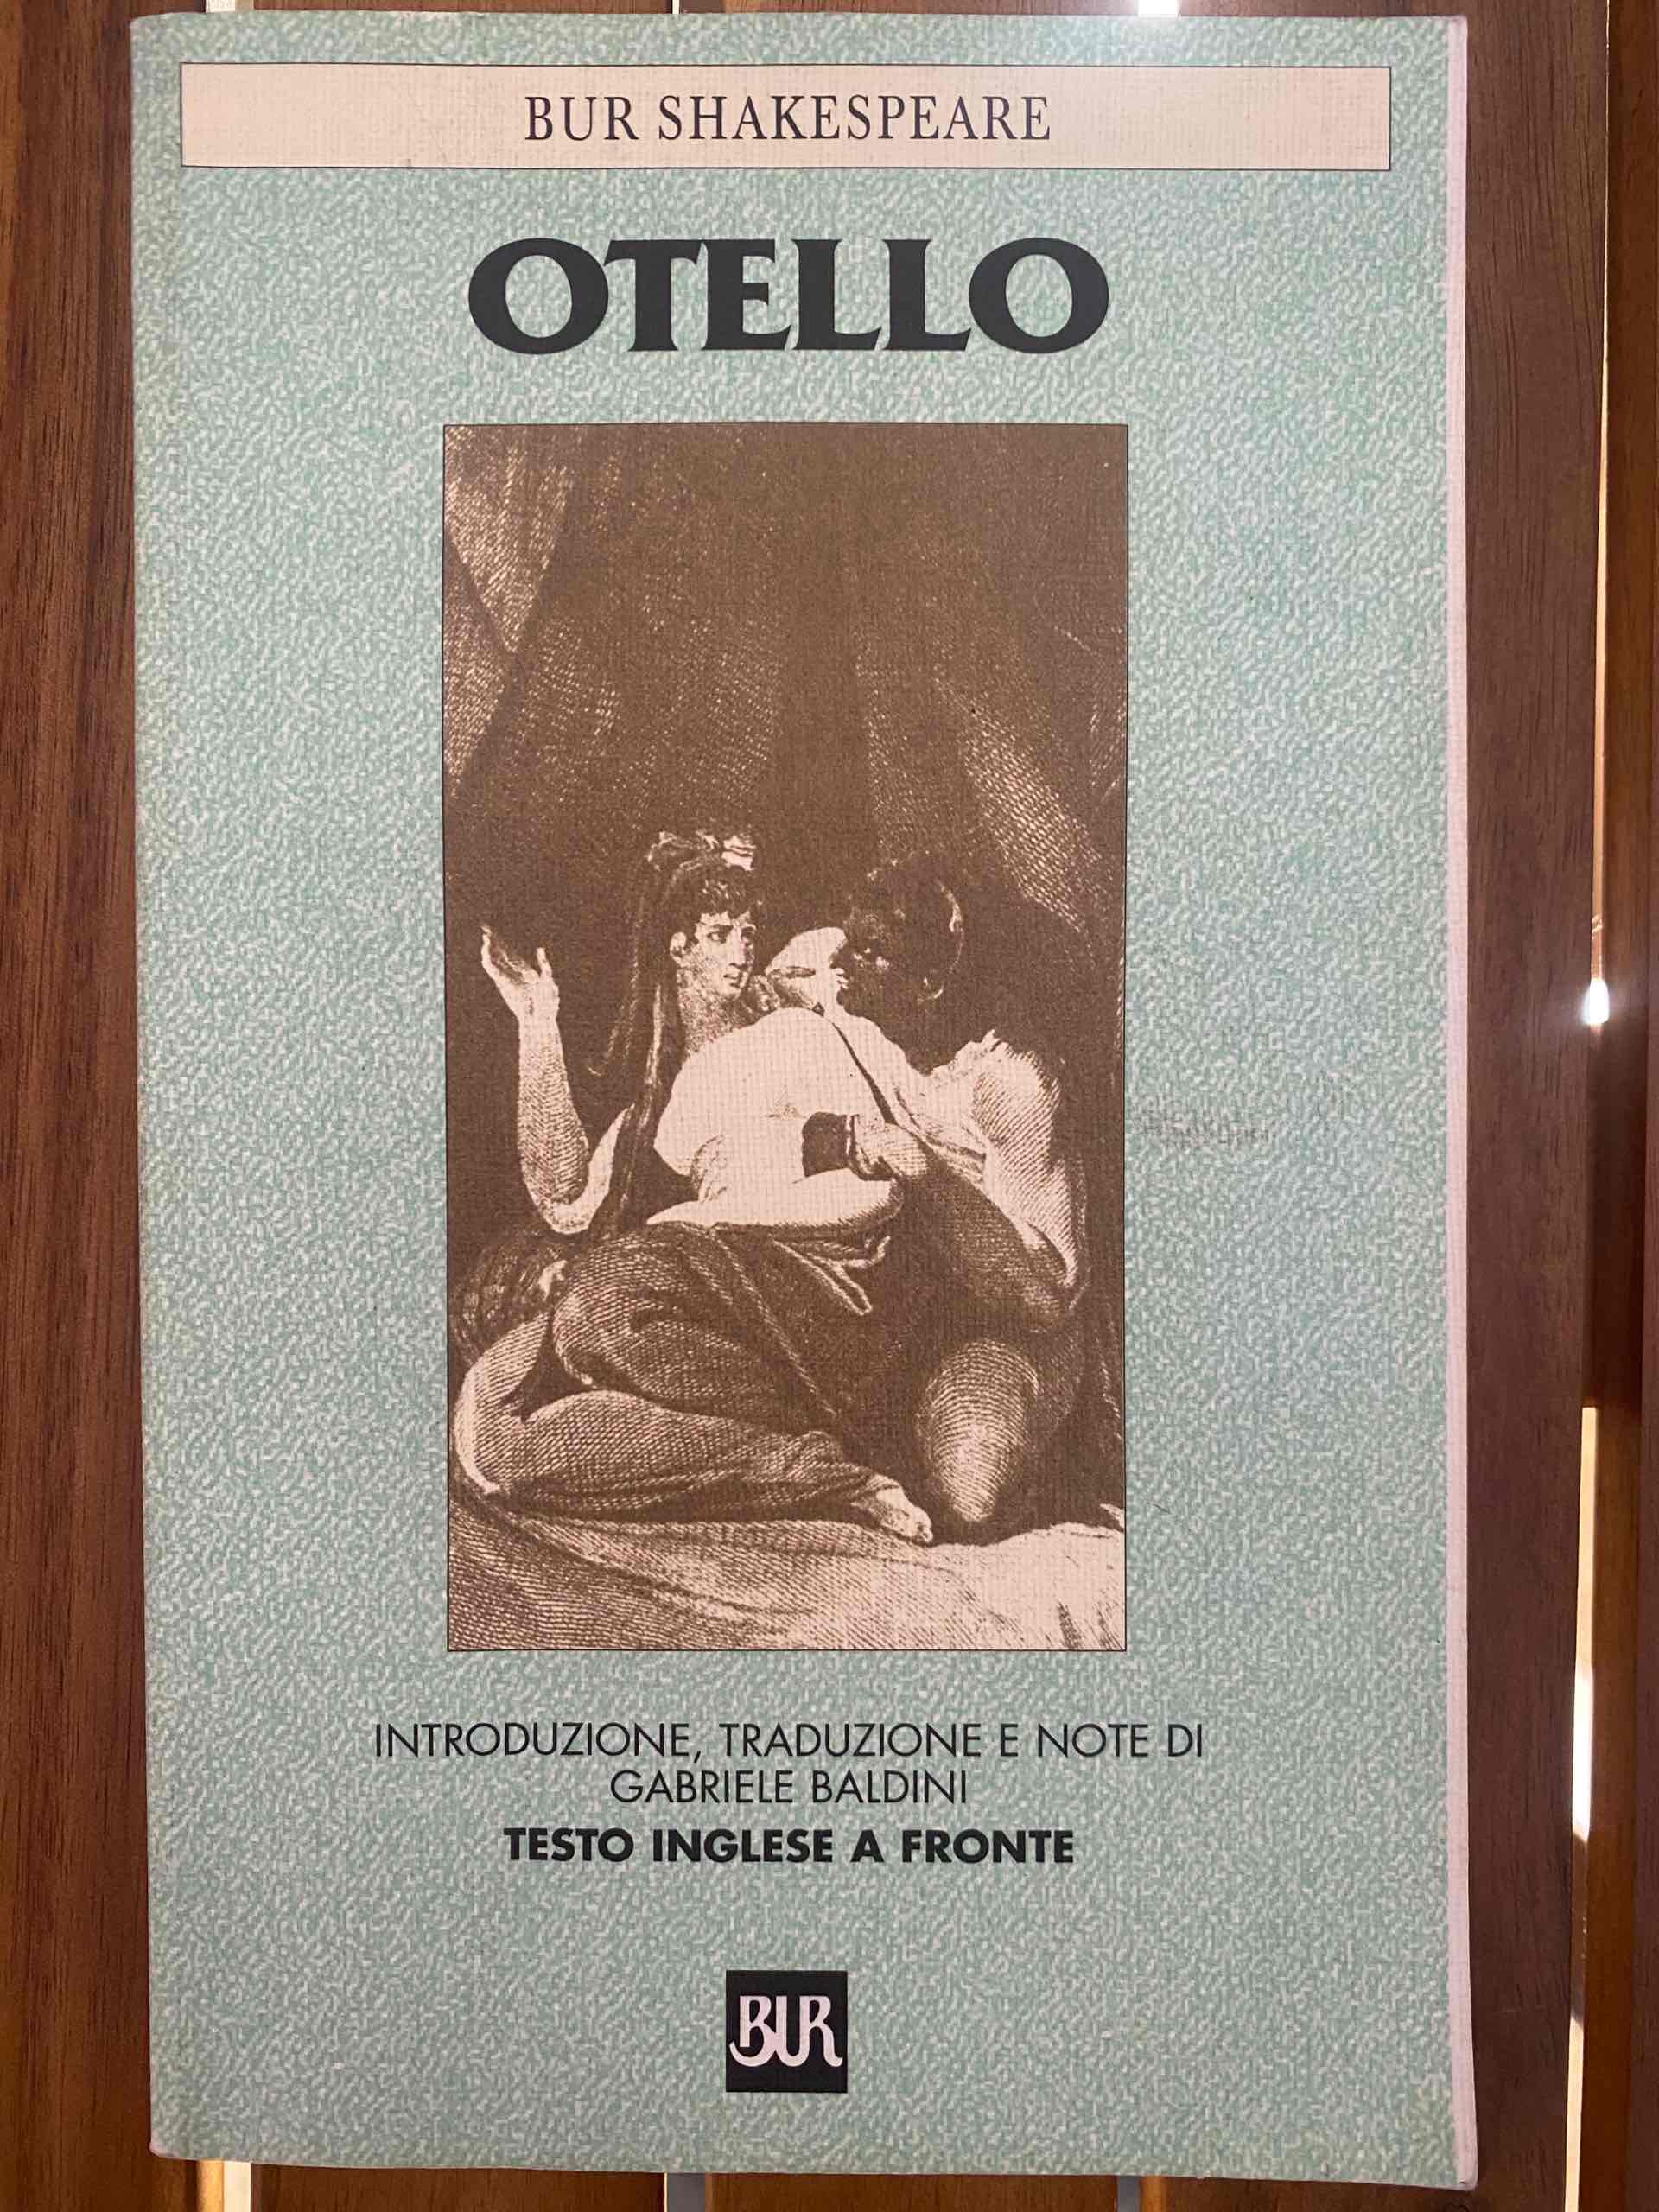 BUR SHAKESPEARE
OTELLO
INTRODUZIONE, TRADUZIONE E NOTE DI
GABRIELE BALDINI
TESTO INGLESE A FRONTE
BUR